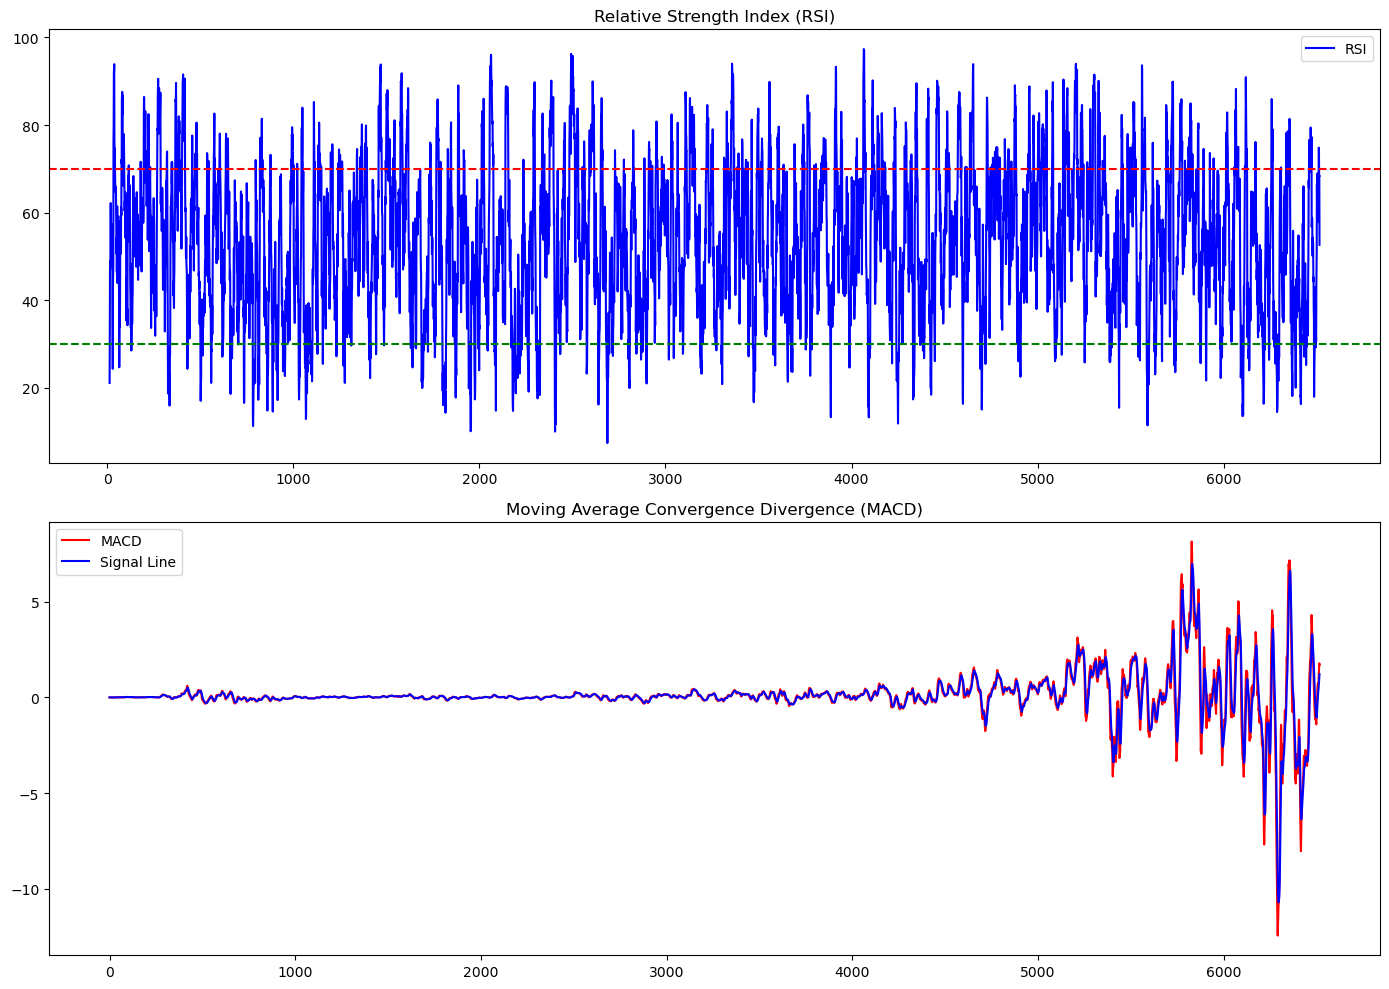 Relative Strength Index (RSI)
100
80
60
40
20
RSI
0 1000 2000 3000 4000 5000 6000
Moving Average Convergence Divergence (MACD)
MACD
Signal Line
5
0
−5
−10
0 1000 2000 3000 4000 5000 6000